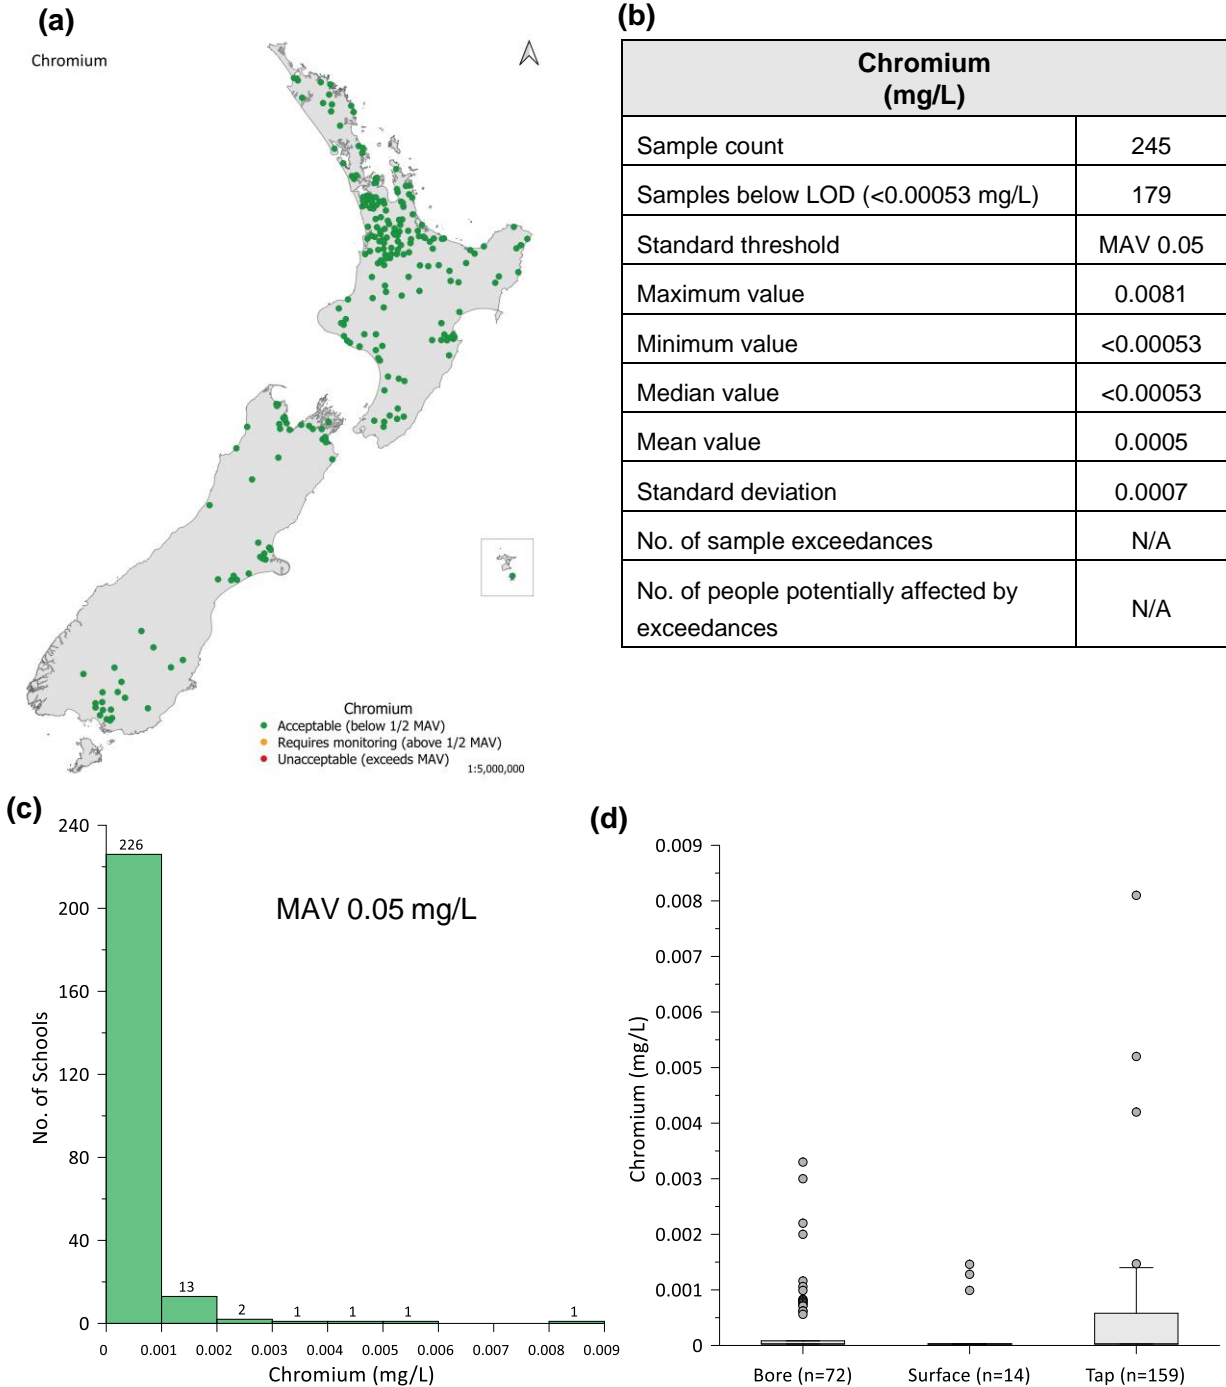 (a)
Chromium
Chromium
Acceptable (below 1/2 MAV)
Requires monitoring (above 1/2 MAV)
Unacceptable (exceeds MAV)
1:5,000,000
(b)
Chromium
(mg/L)
Sample count 245
Samples below LOD (<0.00053 mg/L) 179
Standard threshold MAV 0.05
Maximum value 0.0081
Minimum value <0.00053
Median value <0.00053
Mean value 0.0005
Standard deviation 0.0007
No. of sample exceedances N/A
No. of people potentially affected by
exceedances N/A
(c)
240
200
160
120
80
40
0
No. of Schools
MAV 0.05 mg/L
226
13
2
1
1
1
1
0 0.001 0.002 0.003 0.004 0.005 0.006 0.007 0.008 0.009
Chromium (mg/L)
(d)
0.009
0.008
0.007
0.006
0.005
0.004
0.003
0.002
0.001
0
Chromium (mg/L)
Bore (n=72) Surface (n=14) Tap (n=159)